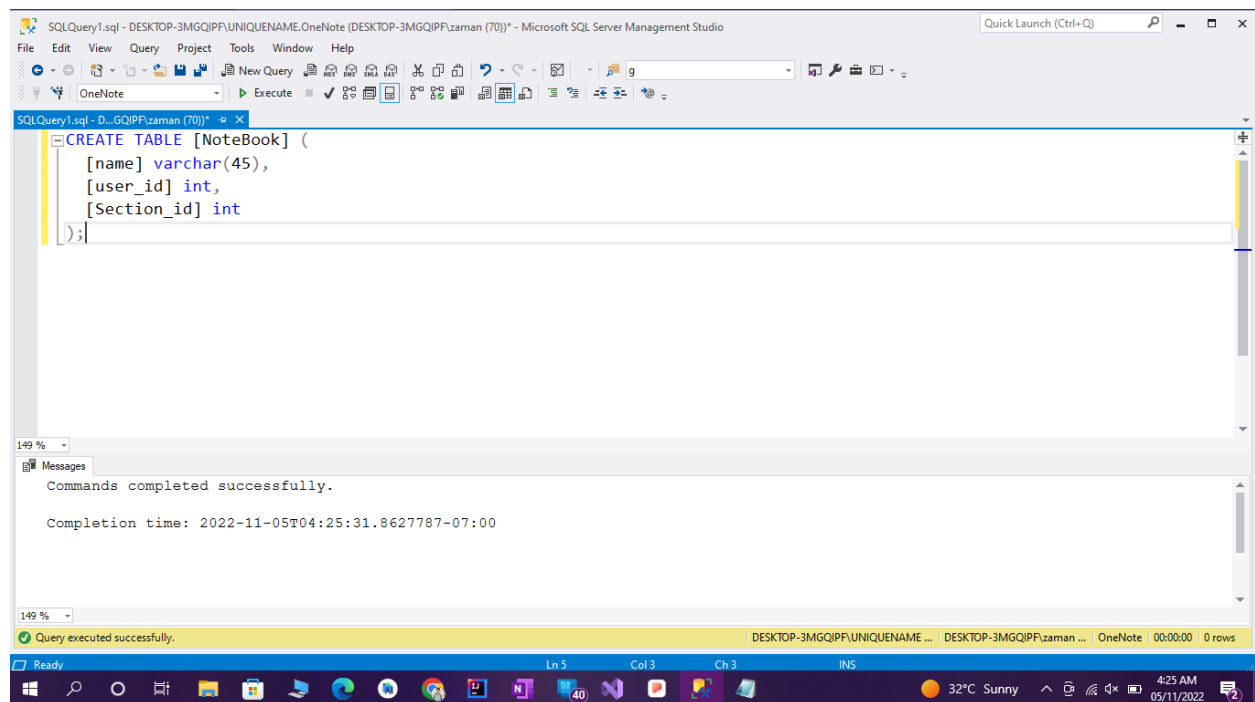 SQLQuery1.sql - DESKTOP-3MGQIPF\UNIQUENAME.OneNote (DESKTOP-3MGQIPF\zaman (70))* - Microsoft SQL Server Management Studio
Quick Launch (Ctrl+Q)
File Edit View Query Project Tools Window Help
New Query MDX DMX XMLA DAX g
OneNote Execute
SQLQuery1.sql - D...GQIPF\zaman (70))*
CREATE TABLE [NoteBook] (
[name] varchar(45),
[user_id] int,
[Section_id] int
);
149 %
Messages
Commands completed successfully.
Completion time: 2022-11-05T04:25:31.8627787-07:00
149 %
Query executed successfully. DESKTOP-3MGQIPF\UNIQUENAME ... DESKTOP-3MGQIPF\zaman ... OneNote 00:00:00 0 rows
Ready Ln 5 Col 3 Ch 3 INS
40 32°C Sunny 4:25 AM
05/11/2022 2